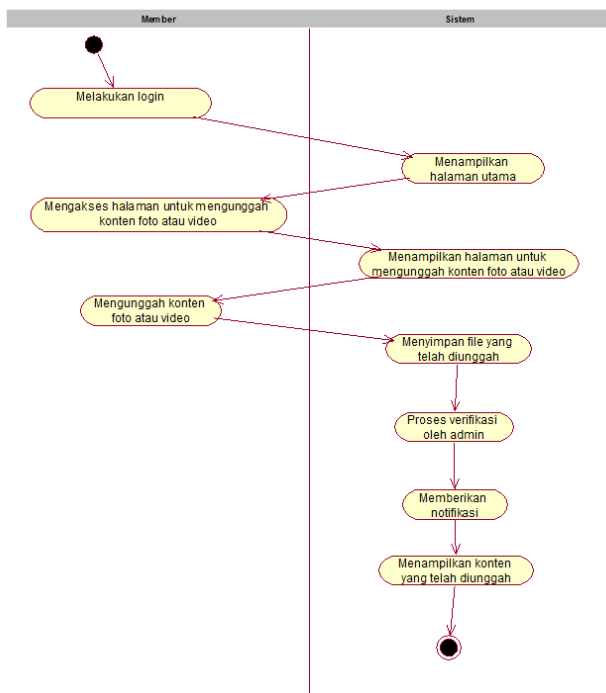 Member
Sistem
Melakukan login
Menampilkan
halaman utama
Mengakses halaman untuk mengunggah
konten foto atau video
Menampilkan halaman untuk
mengunggah konten foto atau video
Mengunggah konten
foto atau video
Menyimpan file yang
telah diunggah
Proses verifikasi
oleh admin
Memberikan
notifikasi
Menampilkan konten
yang telah diunggah